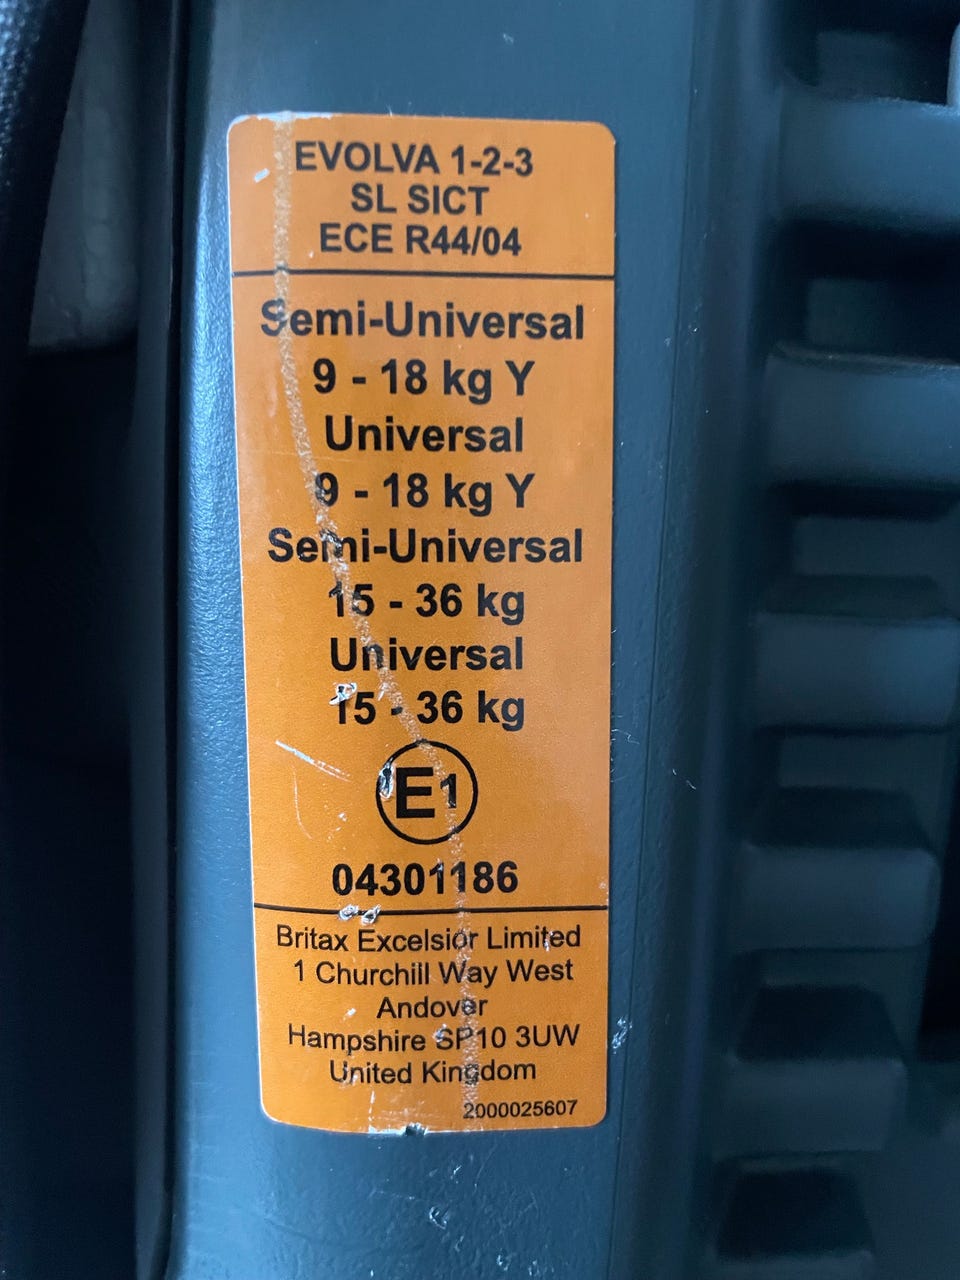 EVOLVA 1-2-3
SL SICT
ECE R44/04
Semi-Universal
9 - 18 kg Y
Universal
9 - 18 kg Y
Semi-Universal
15 - 36 kg
Universal
15 - 36 kg
E1
04301186
Britax Excelsior Limited
1 Churchill Way West
Andover
Hampshire SP10 3UW
United Kingdom
2000025607